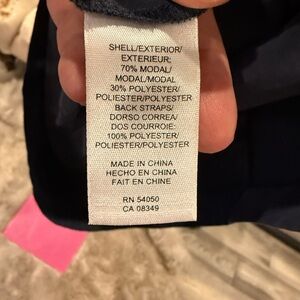 SHELL/EXTERIOR/
EXTERIEUR;
70% MODAL/
MODAL/MODAL
30% POLYESTER/
POLIESTER/POLYESTER
BACK STRAPS/
DORSO CORREA/
DOS COURROIE:
100% POLYESTER/
POLIESTER/POLYESTER
MADE IN CHINA
HECHO EN CHINA
FAIT EN CHINE
RN 54050
CA 08349